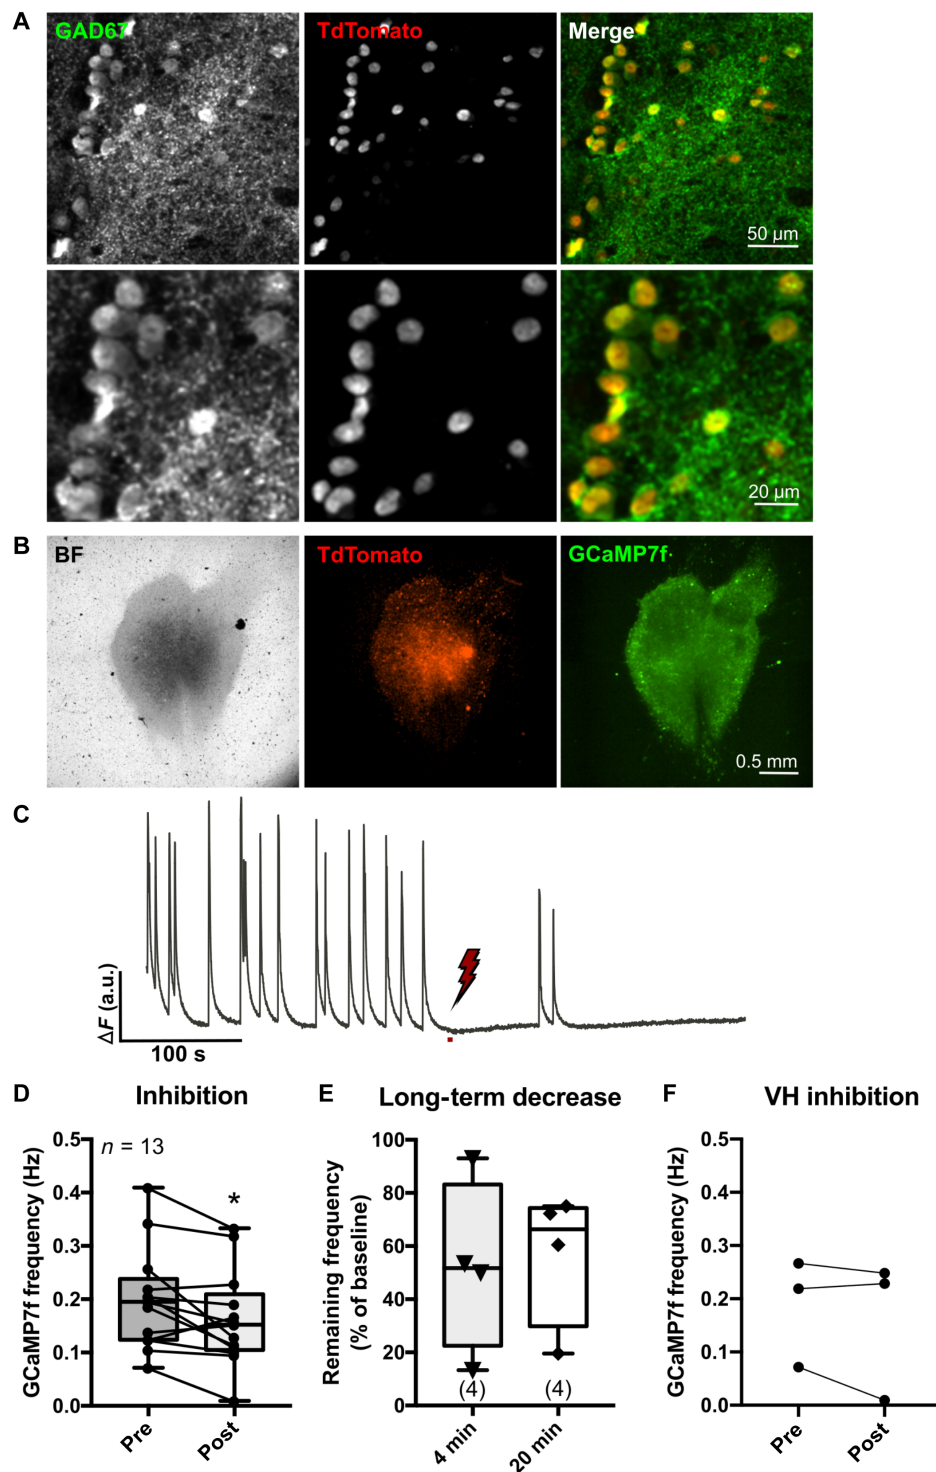 A
GAD67
TdTomato
Merge
50 µm
20 µm
B
BF
TdTomato
GCaMP7f
0.5 mm
C
ΔF (a.u.)
100 s
D
Inhibition
GCaMP7f frequency (Hz)
0.5
0.4
0.3
0.2
0.1
0.0
n = 13
*
Pre
Post
E
Long-term decrease
Remaining frequency
(% of baseline)
100
80
60
40
20
0
(4)
(4)
4 min
20 min
F
VH inhibition
GCaMP7f frequency (Hz)
0.5
0.4
0.3
0.2
0.1
0.0
Pre
Post